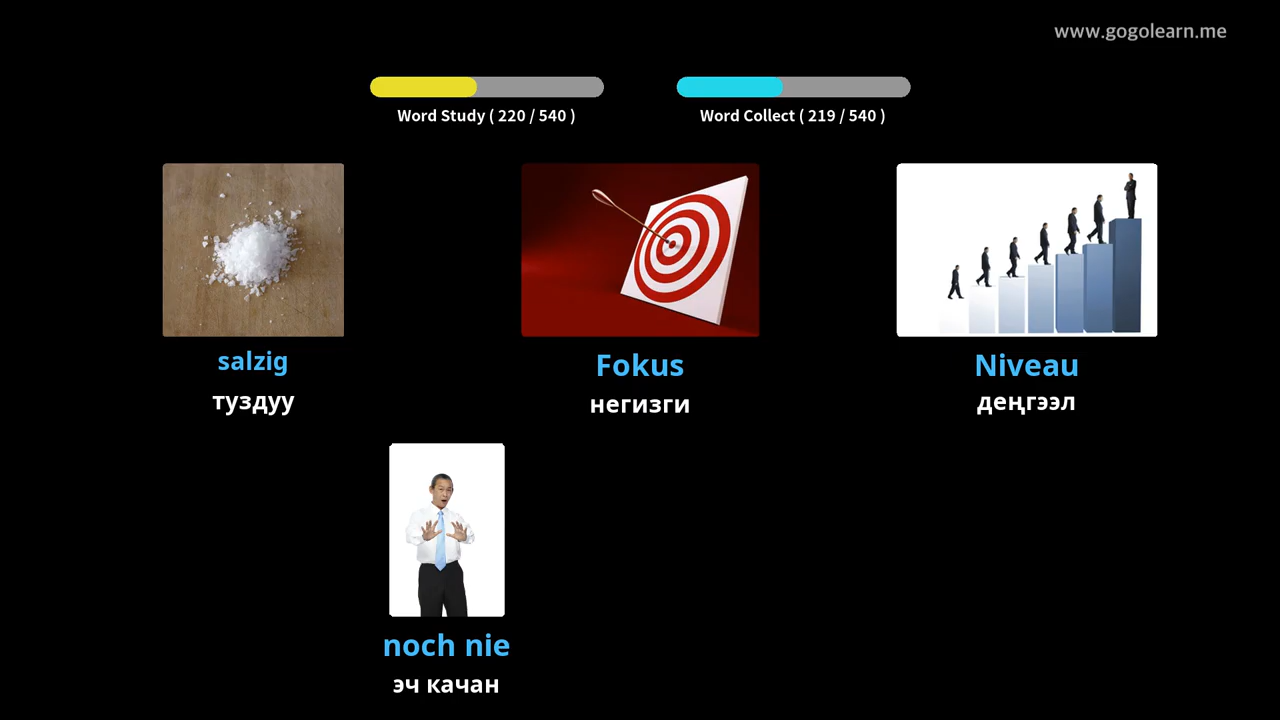 www.gogolearn.me
Word Study ( 220 / 540 )
Word Collect ( 219 / 540 )
salzig
туздуу
Fokus
негизги
Niveau
деңгээл
noch nie
эч качан